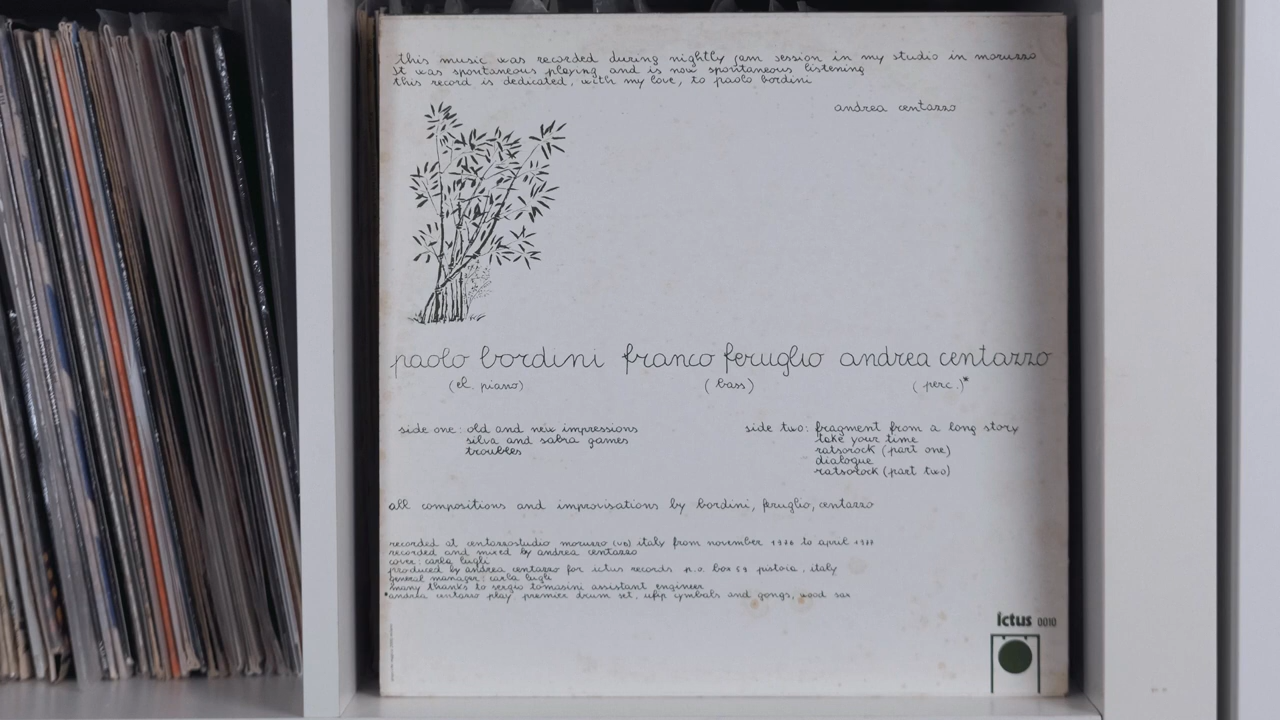 this music was recorded during nightly jam session in my studio in moruzzo
it was spontaneous playing and is now spontaneous listening
this record is dedicated, with my love, to paolo bordini
andrea centazzo
paolo bordini franco feruglio andrea centazzo
(el. piano) (bass) (perc.)*
side one: old and new impressions
silva and sabra games
troubles
side two: fragment from a long story
take your time
ratsorock (part one)
dialogue
ratsorock (part two)
all compositions and improvisations by bordini, feruglio, centazzo
recorded at centazzostudio moruzzo (ud) italy from november 1976 to april 1977
recorded and mixed by andrea centazzo
cover: carla lugli
produced by andrea centazzo for ictus records p.o. box 69 pistoia, italy
general manager: carla lugli
many thanks to sergio tomasini assistant engineer
*andrea centazzo play premier drum set, ufip cymbals and gongs, wood sax
ictus 0010